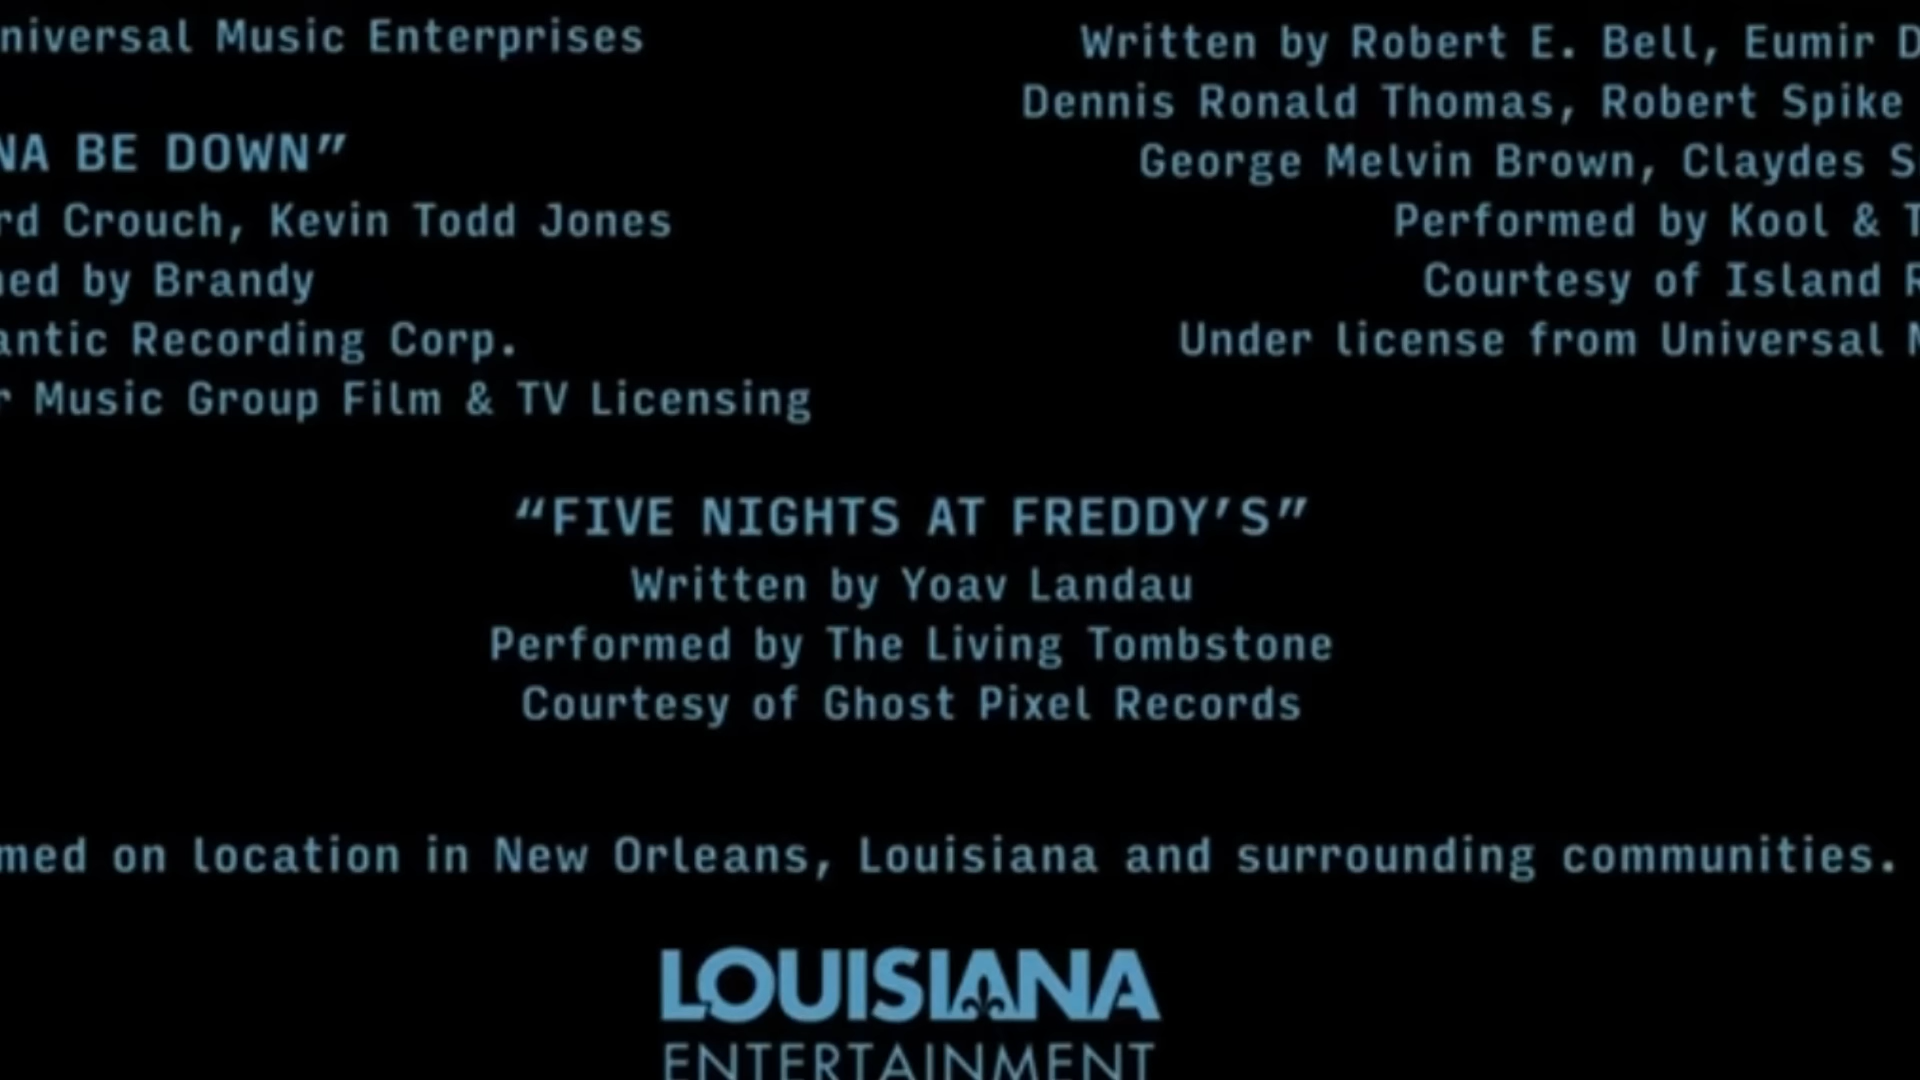 niversal Music Enterprises
NA BE DOWN”
rd Crouch, Kevin Todd Jones
ed by Brandy
antic Recording Corp.
r Music Group Film & TV Licensing
Written by Robert E. Bell, Eumir D
Dennis Ronald Thomas, Robert Spike
George Melvin Brown, Claydes S
Performed by Kool & T
Courtesy of Island R
Under license from Universal M
“FIVE NIGHTS AT FREDDY’S”
Written by Yoav Landau
Performed by The Living Tombstone
Courtesy of Ghost Pixel Records
med on location in New Orleans, Louisiana and surrounding communities.
LOUISIANA
ENTERTAINMENT